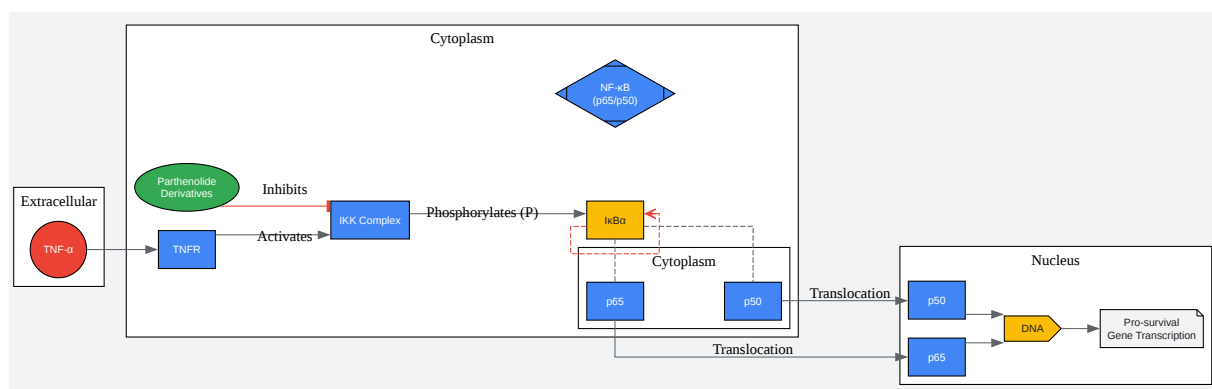 Cytoplasm
NF-κB
(p65/p50)
Parthenolide
Derivatives
Inhibits
Extracellular
TNF-α
TNFR
Activates
IKK Complex
Phosphorylates (P)
IκBα
Cytoplasm
p65
p50
Translocation
Translocation
Nucleus
p50
p65
DNA
Pro-survival
Gene Transcription